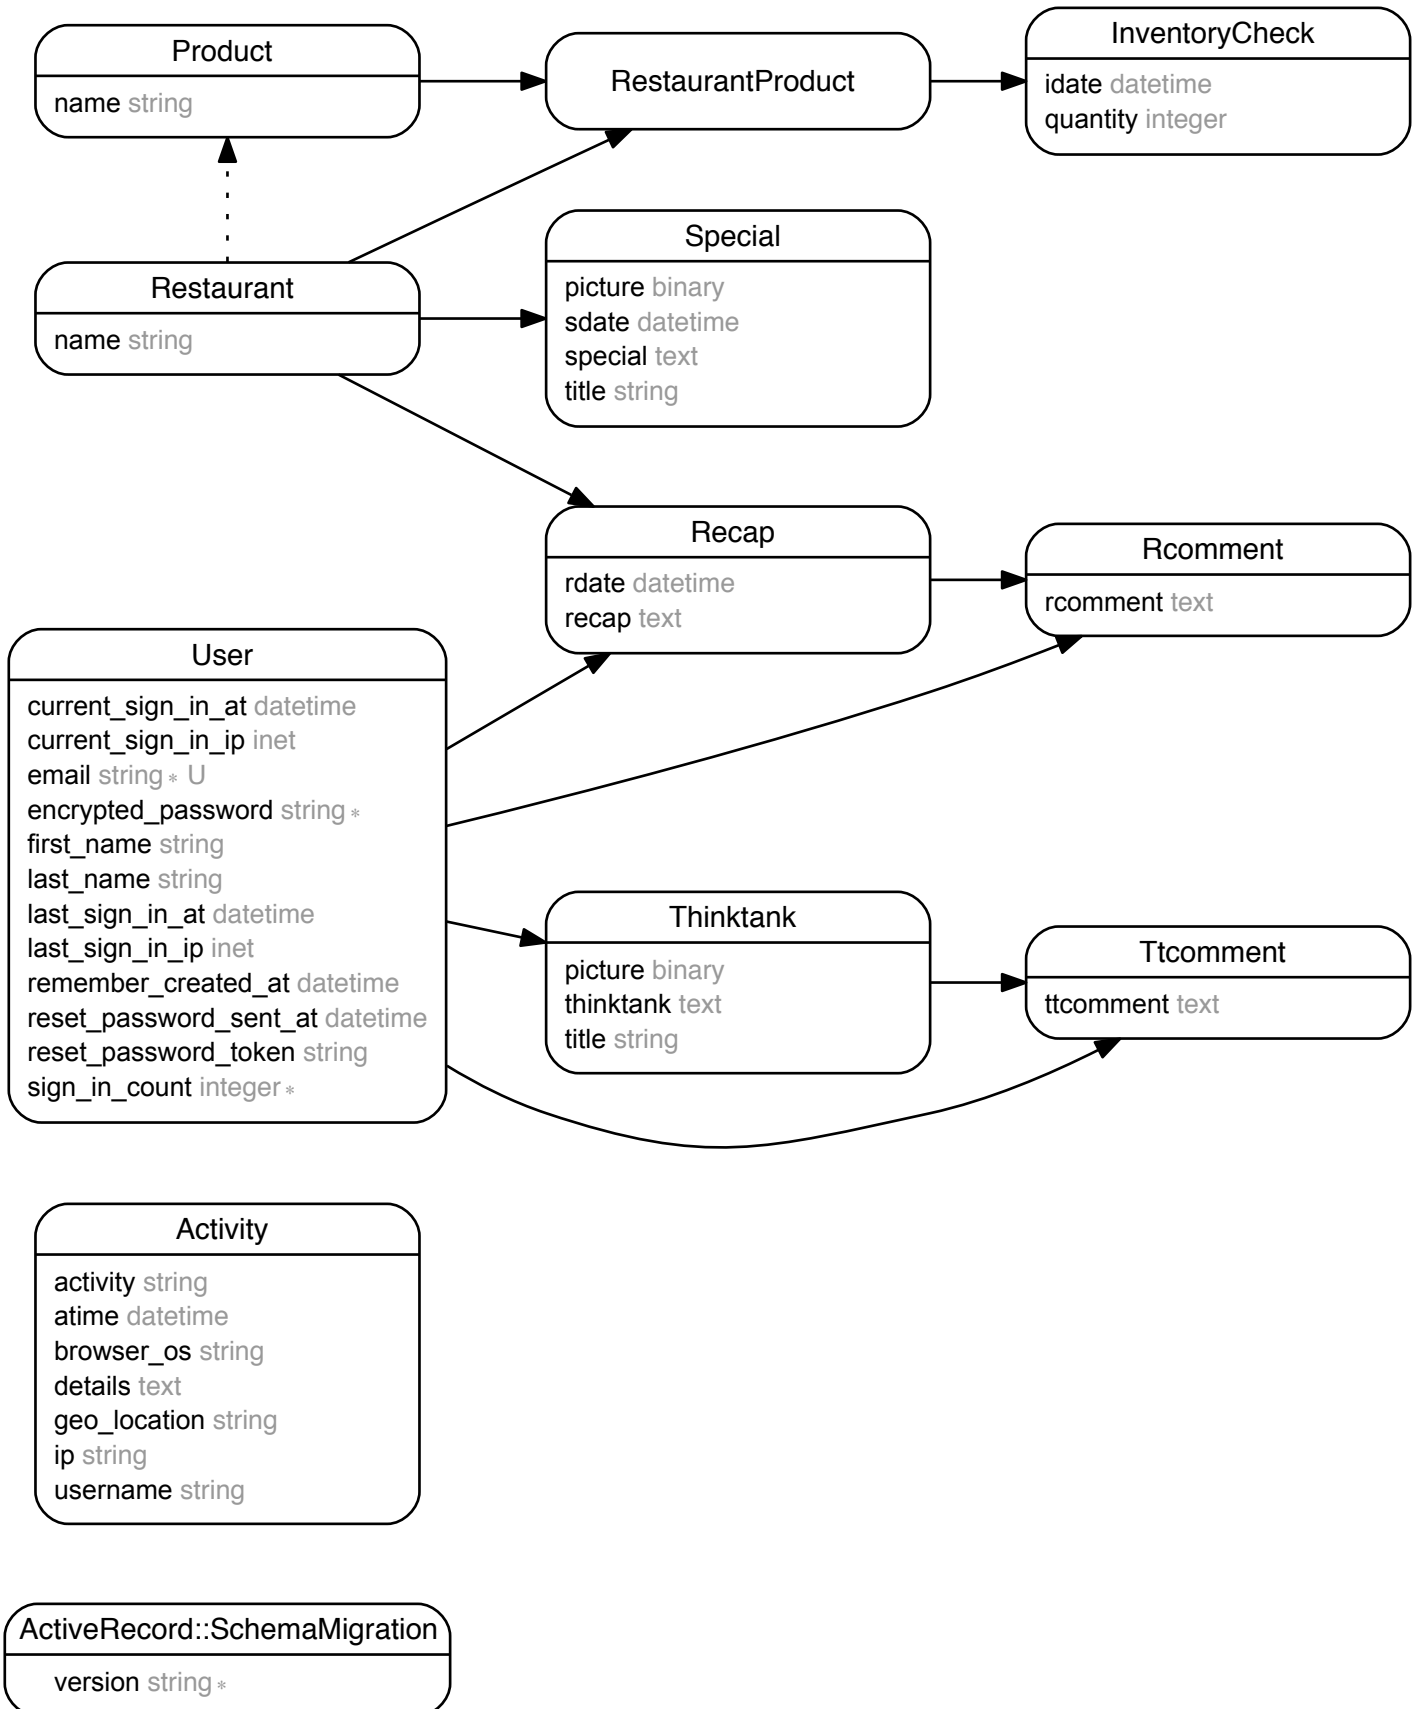 Product
name string
RestaurantProduct
InventoryCheck
idate datetime
quantity integer
Restaurant
name string
Special
picture binary
sdate datetime
special text
title string
Recap
rdate datetime
recap text
Rcomment
rcomment text
User
current_sign_in_at datetime
current_sign_in_ip inet
email string * U
encrypted_password string *
first_name string
last_name string
last_sign_in_at datetime
last_sign_in_ip inet
remember_created_at datetime
reset_password_sent_at datetime
reset_password_token string
sign_in_count integer *
Thinktank
picture binary
thinktank text
title string
Ttcomment
ttcomment text
Activity
activity string
atime datetime
browser_os string
details text
geo_location string
ip string
username string
ActiveRecord::SchemaMigration
version string *